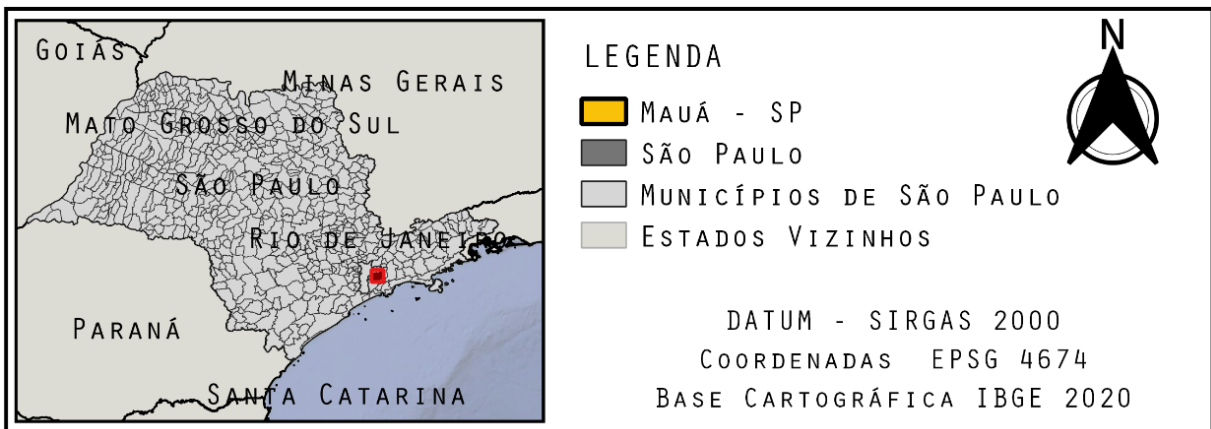 GOIÁS
MINAS GERAIS
MATO GROSSO DO SUL
SÃO PAULO
RIO DE JANEIRO
PARANÁ
SANTA CATARINA
LEGENDA
MAUÁ - SP
SÃO PAULO
MUNICÍPIOS DE SÃO PAULO
ESTADOS VIZINHOS
N
DATUM - SIRGAS 2000
COORDENADAS EPSG 4674
BASE CARTOGRÁFICA IBGE 2020